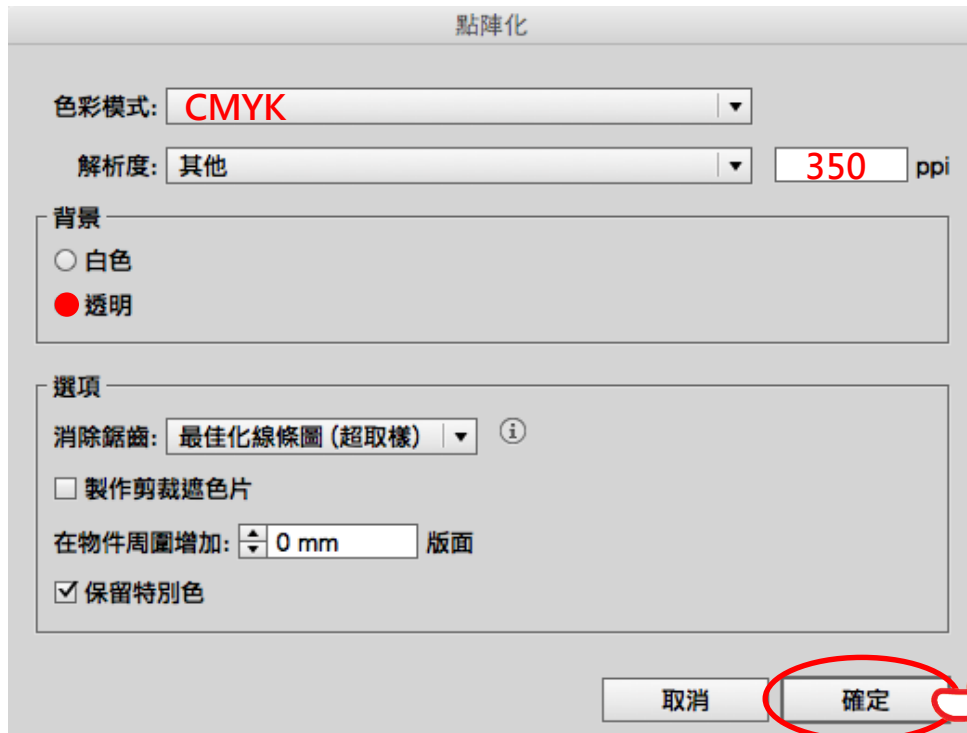 點陣化
色彩模式: CMYK
解析度: 其他 350 ppi
背景
白色
透明
選項
消除鋸齒: 最佳化線條圖 (超取樣)
製作剪裁遮色片
在物件周圍增加: 0 mm 版面
保留特別色
取消 確定